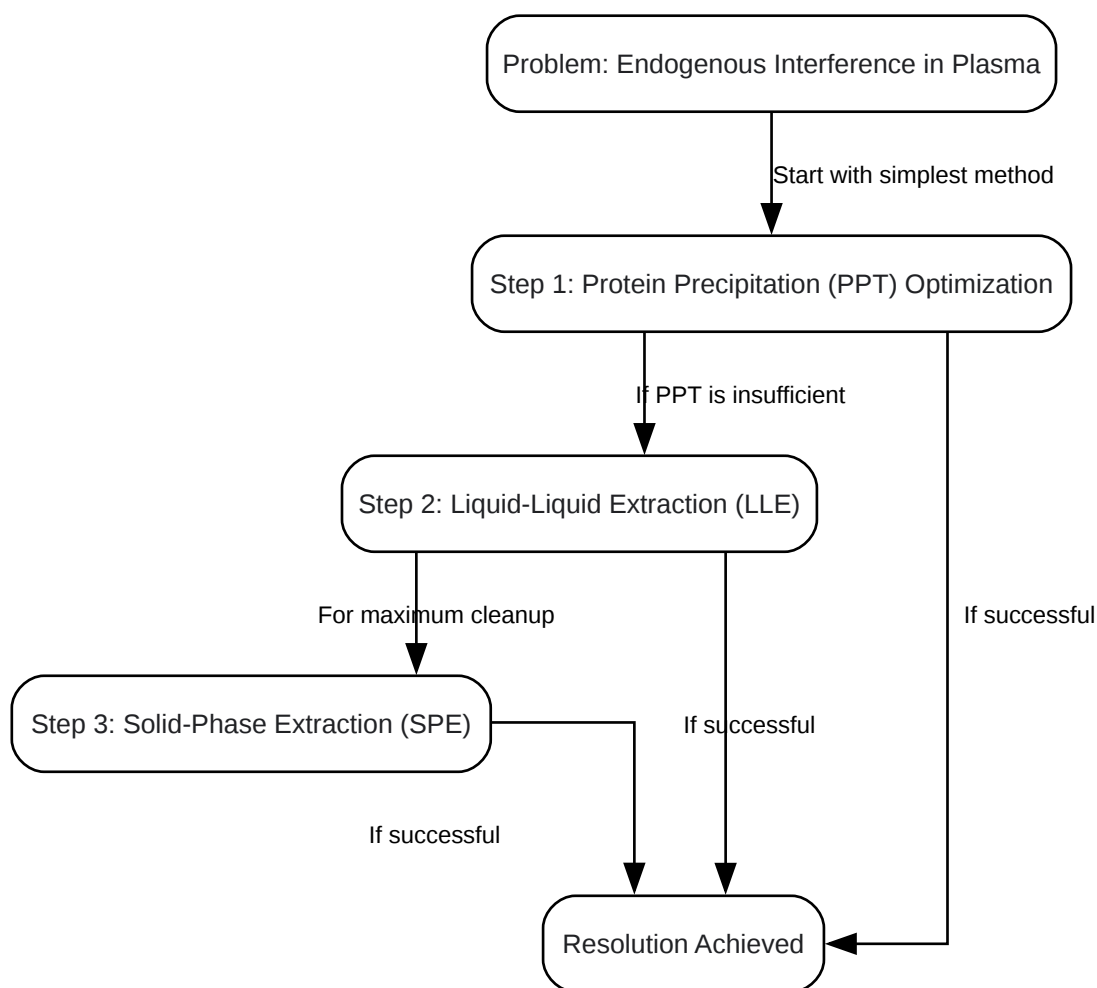 Problem: Endogenous Interference in Plasma
Start with simplest method
Step 1: Protein Precipitation (PPT) Optimization
If PPT is insufficient
Step 2: Liquid-Liquid Extraction (LLE)
For maximum cleanup
If successful
Step 3: Solid-Phase Extraction (SPE)
If successful
If successful
Resolution Achieved